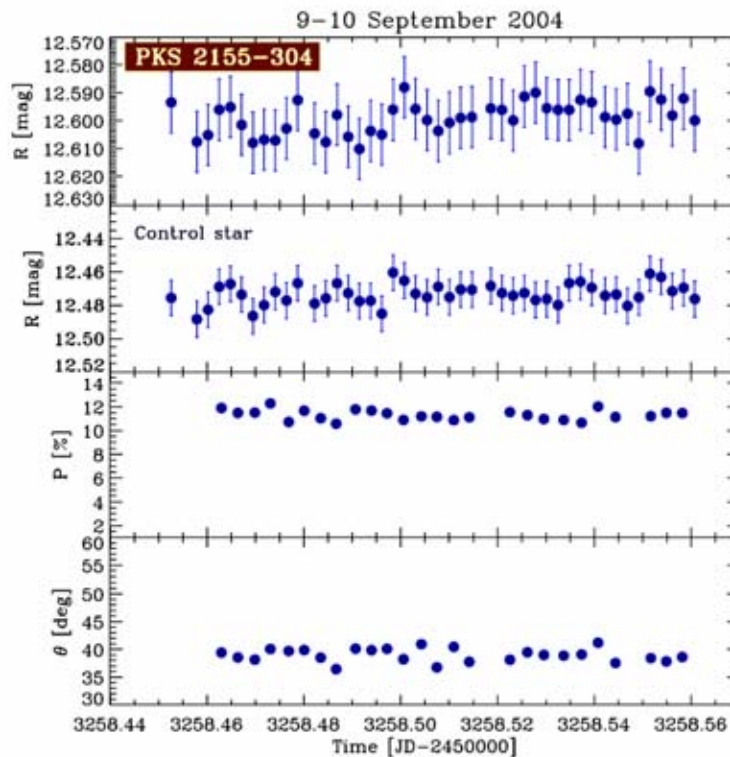 9-10 September 2004
PKS 2155-304
R [mag]
12.570
12.580
12.590
12.600
12.610
12.620
12.630
Control star
R [mag]
12.44
12.46
12.48
12.50
12.52
P [%]
14
12
10
8
6
4
2
θ [deg]
60
55
50
45
40
35
30
3258.44 3258.46 3258.48 3258.50 3258.52 3258.54 3258.56
Time [JD-2450000]